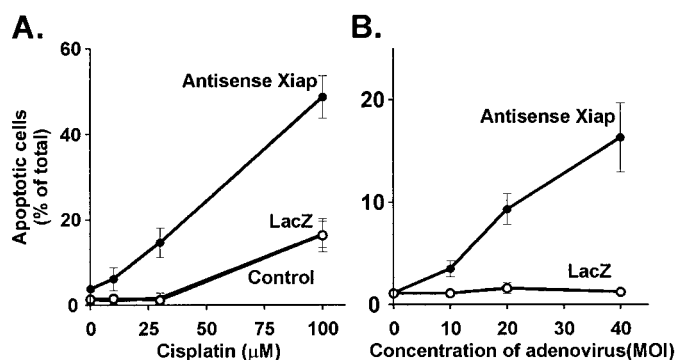 A.
B.
Apoptotic cells
(% of total)
60
40
20
0
Antisense Xiap
LacZ
Control
0 25 50 75 100
Cisplatin (μM)
20
10
0
Antisense Xiap
LacZ
0 10 20 30 40
Concentration of adenovirus(MOI)